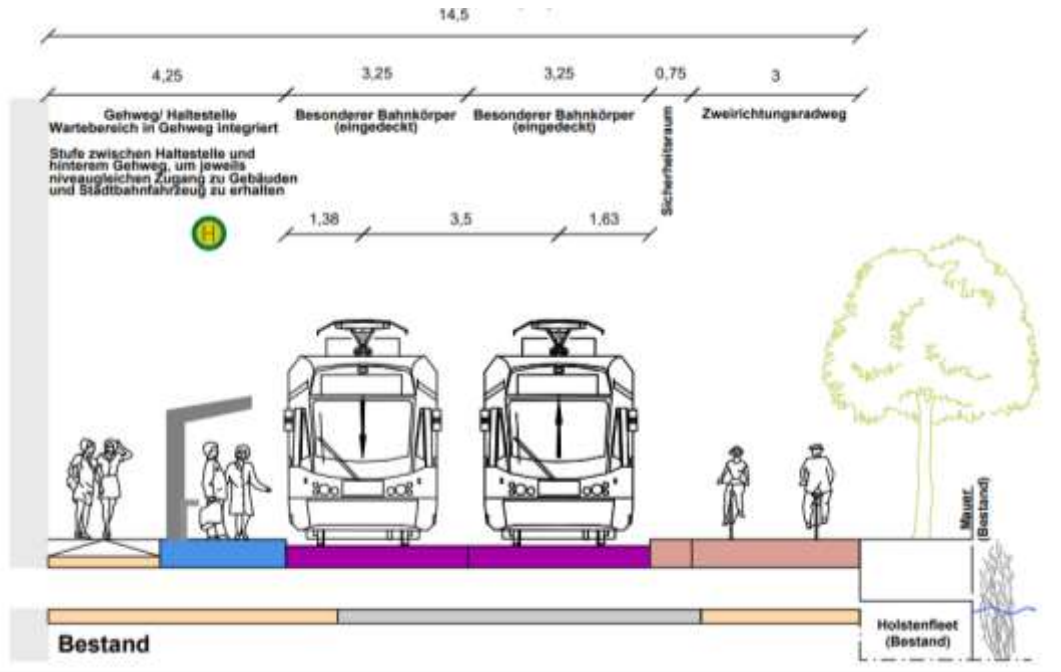 14,5
4,25
3,25
3,25
0,75
3
Gehweg/ Haltestelle
Wartebereich in Gehweg integriert
Stufe zwischen Haltestelle und
hinterem Gehweg, um jeweils
niveaugleichen Zugang zu Gebäuden
und Stadtbahnfahrzeug zu erhalten
Besonderer Bahnkörper
(eingedeckt)
Besonderer Bahnkörper
(eingedeckt)
Sicherheitsraum
Zweirichtungsradweg
H
1,38
3,5
1,63
Mauer
(Bestand)
Holstenfleet
(Bestand)
Bestand